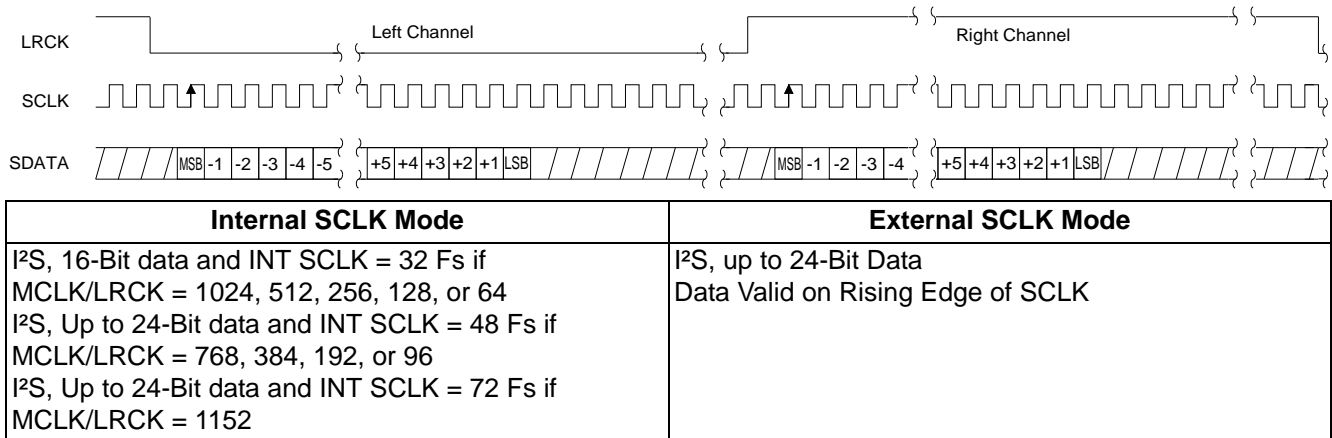 LRCK
Left Channel
Right Channel
SCLK
SDATA
MSB -1 -2 -3 -4 -5
+5 +4 +3 +2 +1 LSB
MSB -1 -2 -3 -4
+5 +4 +3 +2 +1 LSB
Internal SCLK Mode
External SCLK Mode
I²S, 16-Bit data and INT SCLK = 32 Fs if
MCLK/LRCK = 1024, 512, 256, 128, or 64
I²S, Up to 24-Bit data and INT SCLK = 48 Fs if
MCLK/LRCK = 768, 384, 192, or 96
I²S, Up to 24-Bit data and INT SCLK = 72 Fs if
MCLK/LRCK = 1152
I²S, up to 24-Bit Data
Data Valid on Rising Edge of SCLK